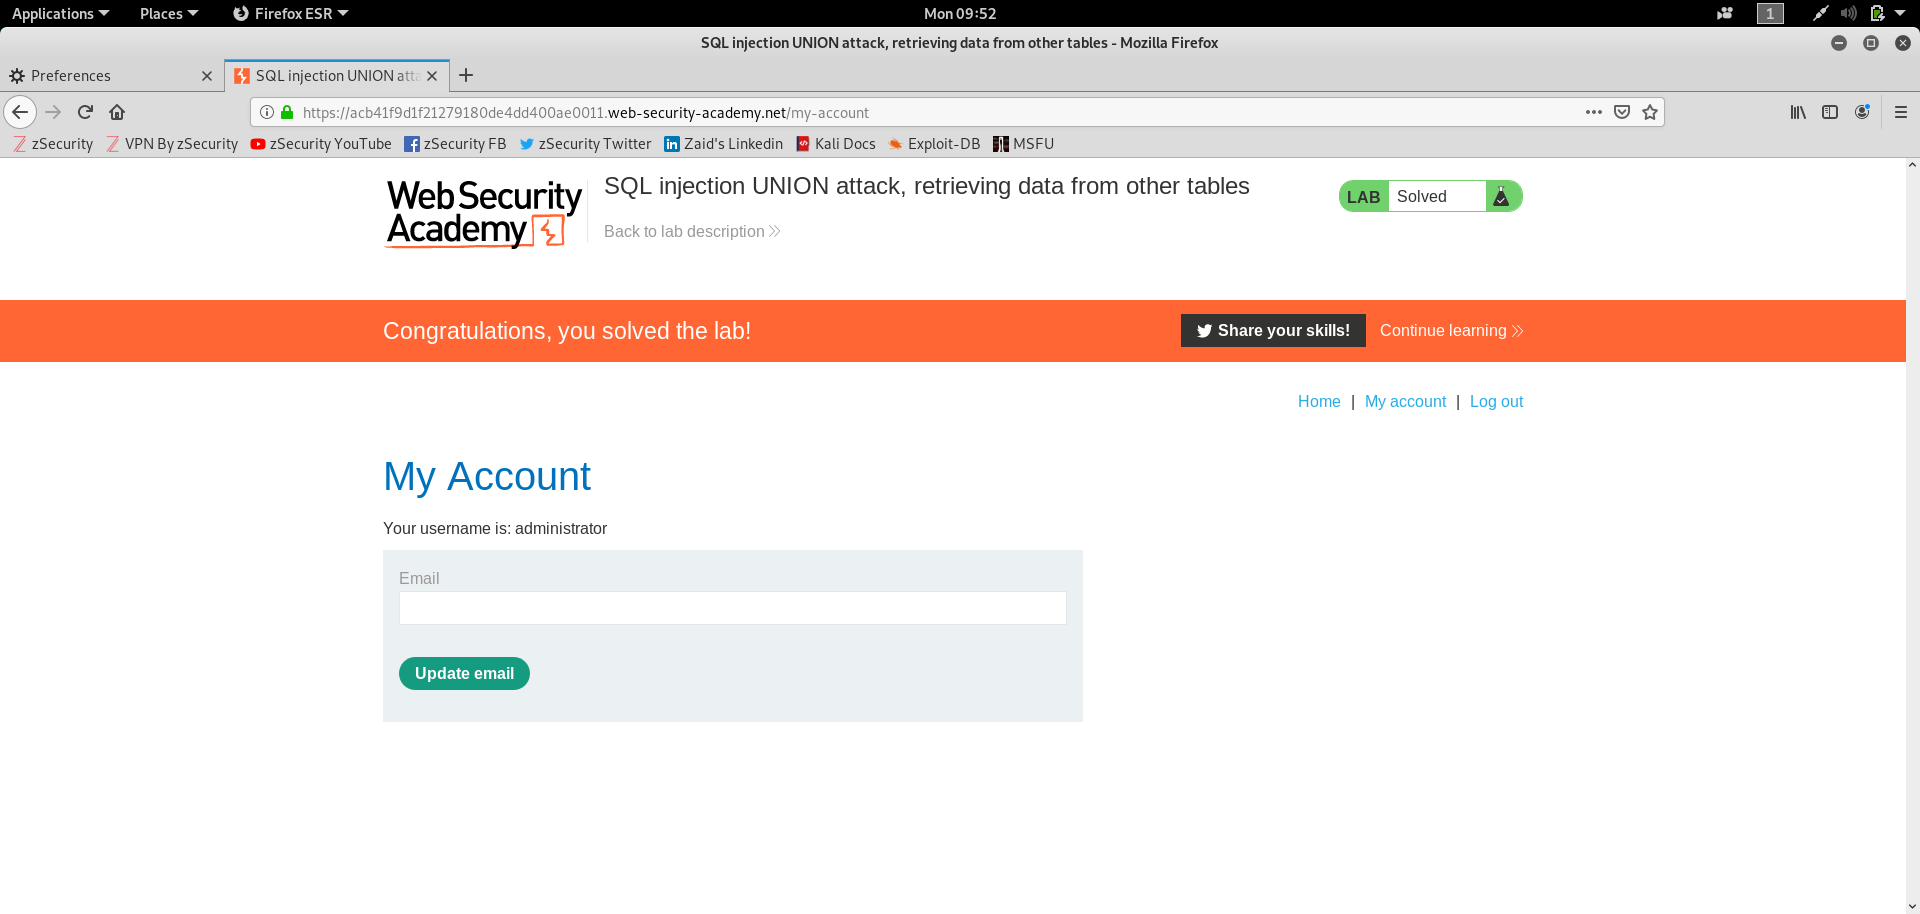 Applications Places Firefox ESR Mon 09:52 1
SQL injection UNION attack, retrieving data from other tables - Mozilla Firefox
Preferences SQL injection UNION atta
https://acb41f9d1f21279180de4dd400ae0011.web-security-academy.net/my-account
zSecurity VPN By zSecurity zSecurity YouTube zSecurity FB zSecurity Twitter Zaid's Linkedin Kali Docs Exploit-DB MSFU
Web Security
Academy
SQL injection UNION attack, retrieving data from other tables
Back to lab description
LAB Solved
Congratulations, you solved the lab! Share your skills! Continue learning
Home | My account | Log out
My Account
Your username is: administrator
Email
Update email